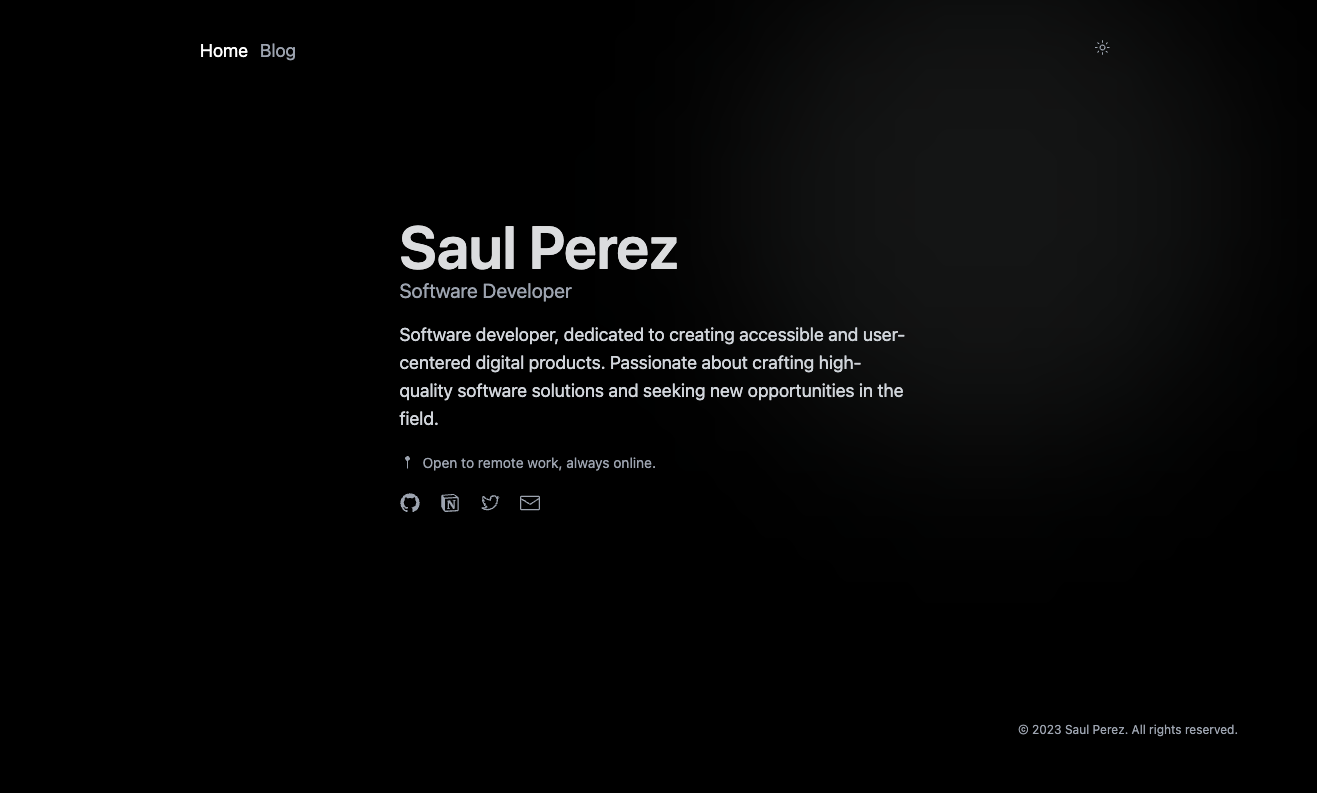 Home Blog
Saul Perez
Software Developer
Software developer, dedicated to creating accessible and user-
centered digital products. Passionate about crafting high-
quality software solutions and seeking new opportunities in the
field.
Open to remote work, always online.
N
© 2023 Saul Perez. All rights reserved.